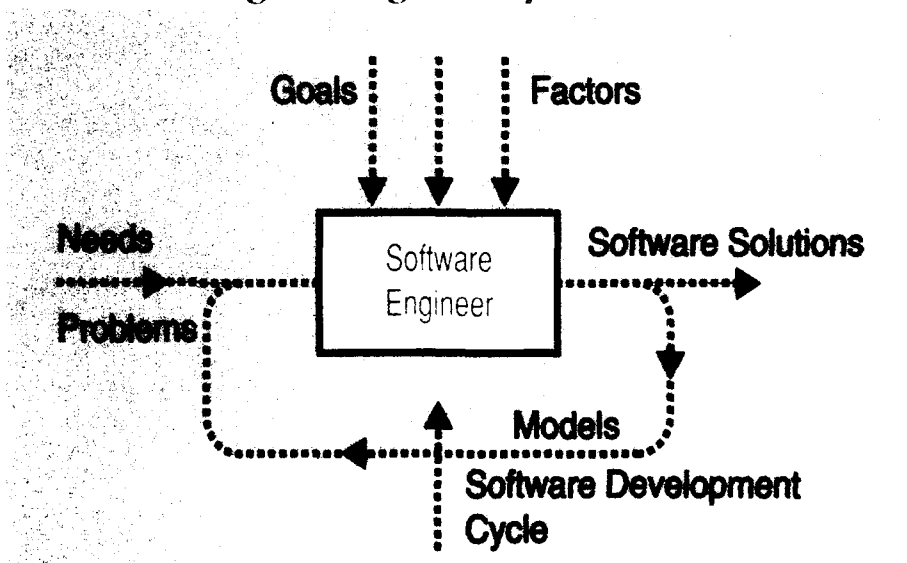 Goals
Factors
Needs
Software Solutions
Software
Engineer
Problems
Models
Software Development
Cycle